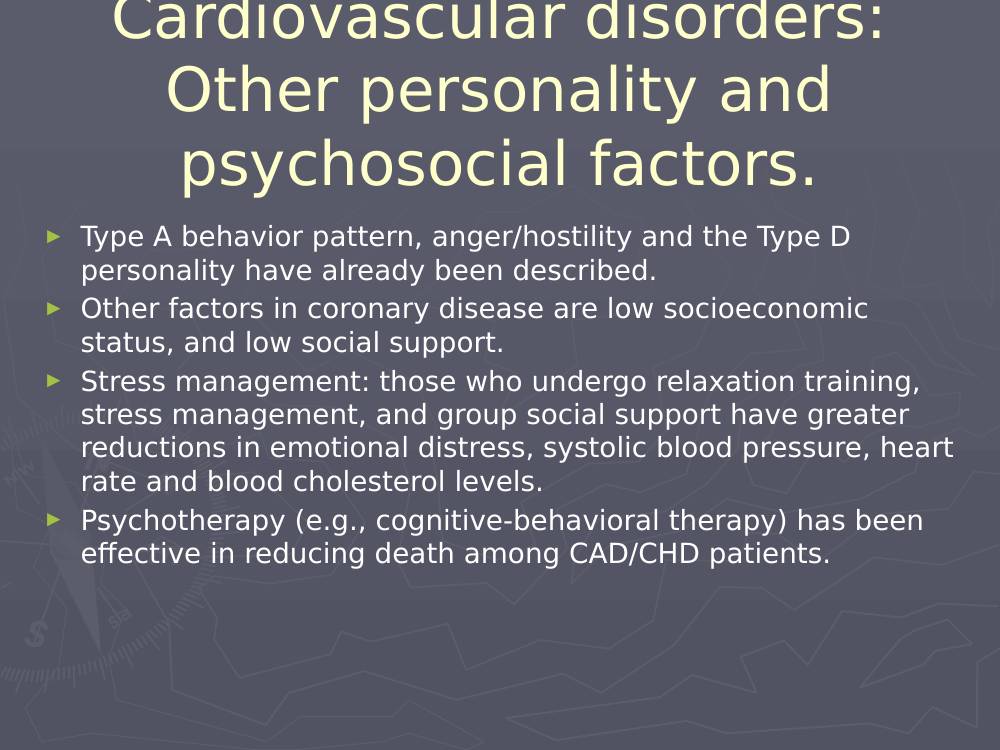 Cardiovascular disorders:
Other personality and
psychosocial factors.
► Type A behavior pattern, anger/hostility and the Type D
personality have already been described.
► Other factors in coronary disease are low socioeconomic
status, and low social support.
► Stress management: those who undergo relaxation training,
stress management, and group social support have greater
reductions in emotional distress, systolic blood pressure, heart
rate and blood cholesterol levels.
► Psychotherapy (e.g., cognitive-behavioral therapy) has been
effective in reducing death among CAD/CHD patients.
NW
S
SE